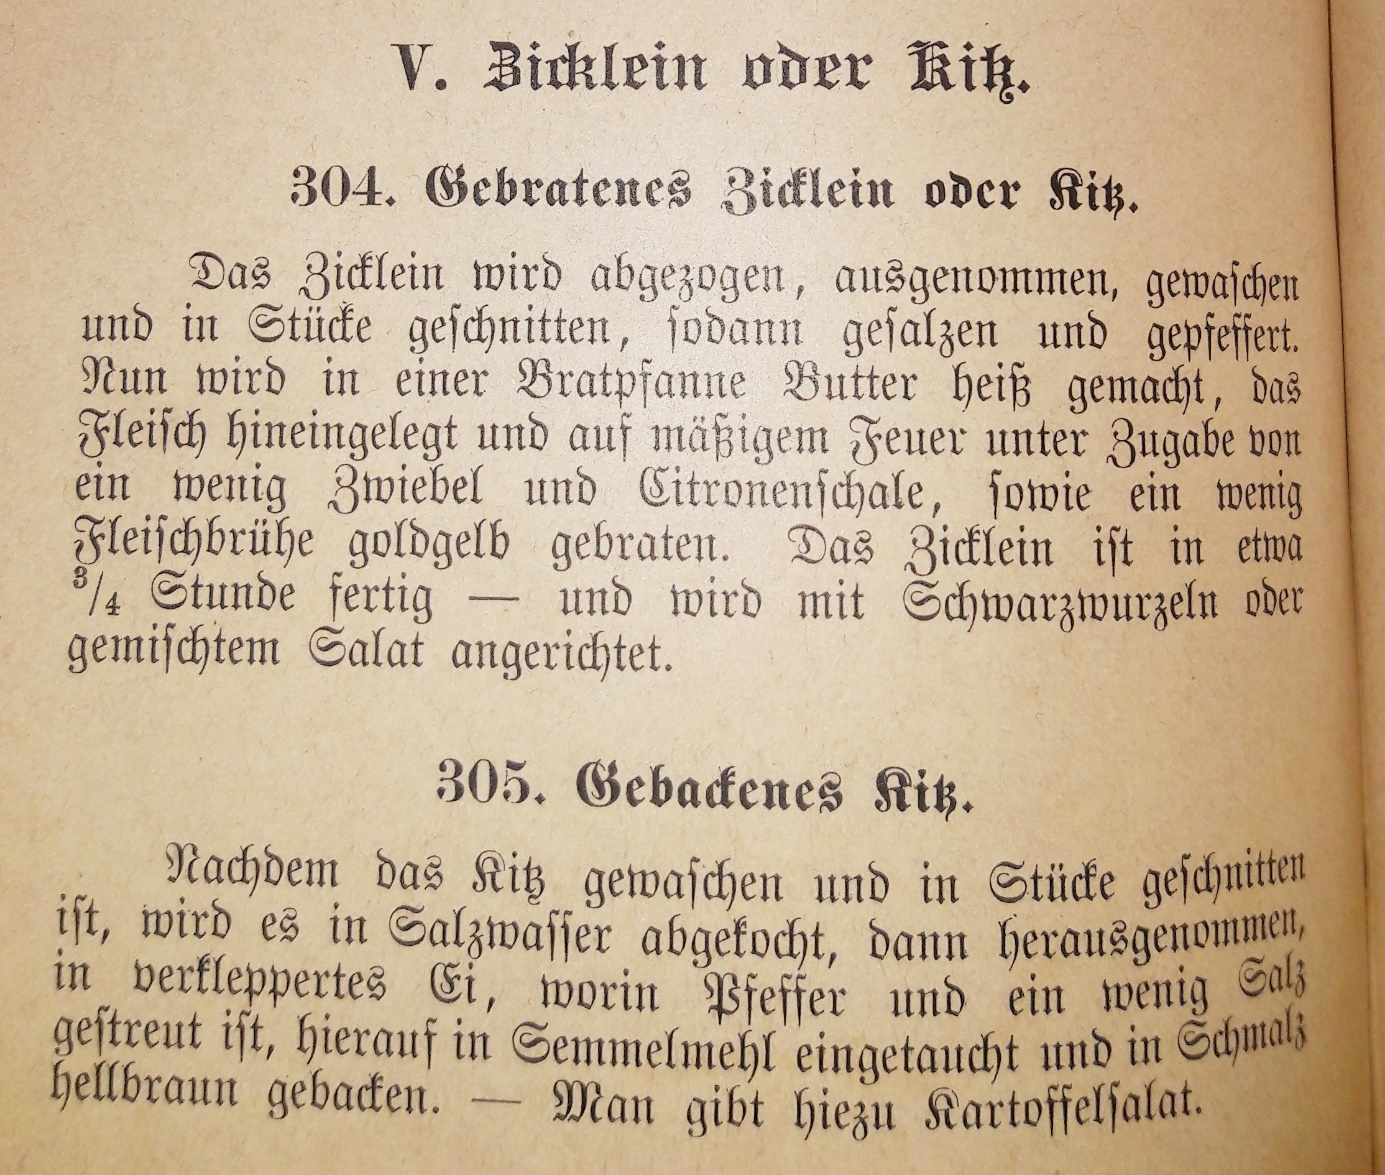 V. Zicklein oder Kitz.
304. Gebratenes Zicklein oder Kitz.
Das Zicklein wird abgezogen, ausgenommen, gewaſchen
und in Stücke geſchnitten, ſodann geſalzen und gepfeffert.
Nun wird in einer Bratpfanne Butter heiß gemacht, das
Fleiſch hineingelegt und auf mäßigem Feuer unter Zugabe von
ein wenig Zwiebel und Citronenſchale, ſowie ein wenig
Fleiſchbrühe goldgelb gebraten. Das Zicklein iſt in etwa
3/4 Stunde fertig — und wird mit Schwarzwurzeln oder
gemiſchtem Salat angerichtet.
305. Gebackenes Kitz.
Nachdem das Kitz gewaſchen und in Stücke geſchnitten
iſt, wird es in Salzwaſſer abgekocht, dann herausgenommen,
in verkleppertes Ei, worin Pfeffer und ein wenig Salz
geſtreut iſt, hierauf in Semmelmehl eingetaucht und in Schmalz
hellbraun gebacken. — Man gibt hiezu Kartoffelſalat.